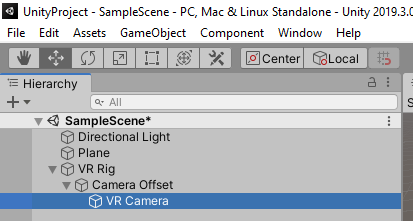 UnityProject - SampleScene - PC, Mac & Linux Standalone - Unity 2019.3.0
File Edit Assets GameObject Component Window Help
Center Local
Hierarchy
All
SampleScene*
Directional Light
Plane
VR Rig
Camera Offset
VR Camera